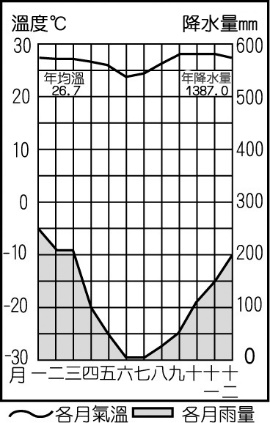 溫度℃ 降水量mm
30 600
年均溫 年降水量
26.7 1387.0
20 500
10 400
0 300
-10 200
-20 100
-30 0
月 一 二 三 四 五 六 七 八 九 十 十一 十二
各月氣溫 各月雨量